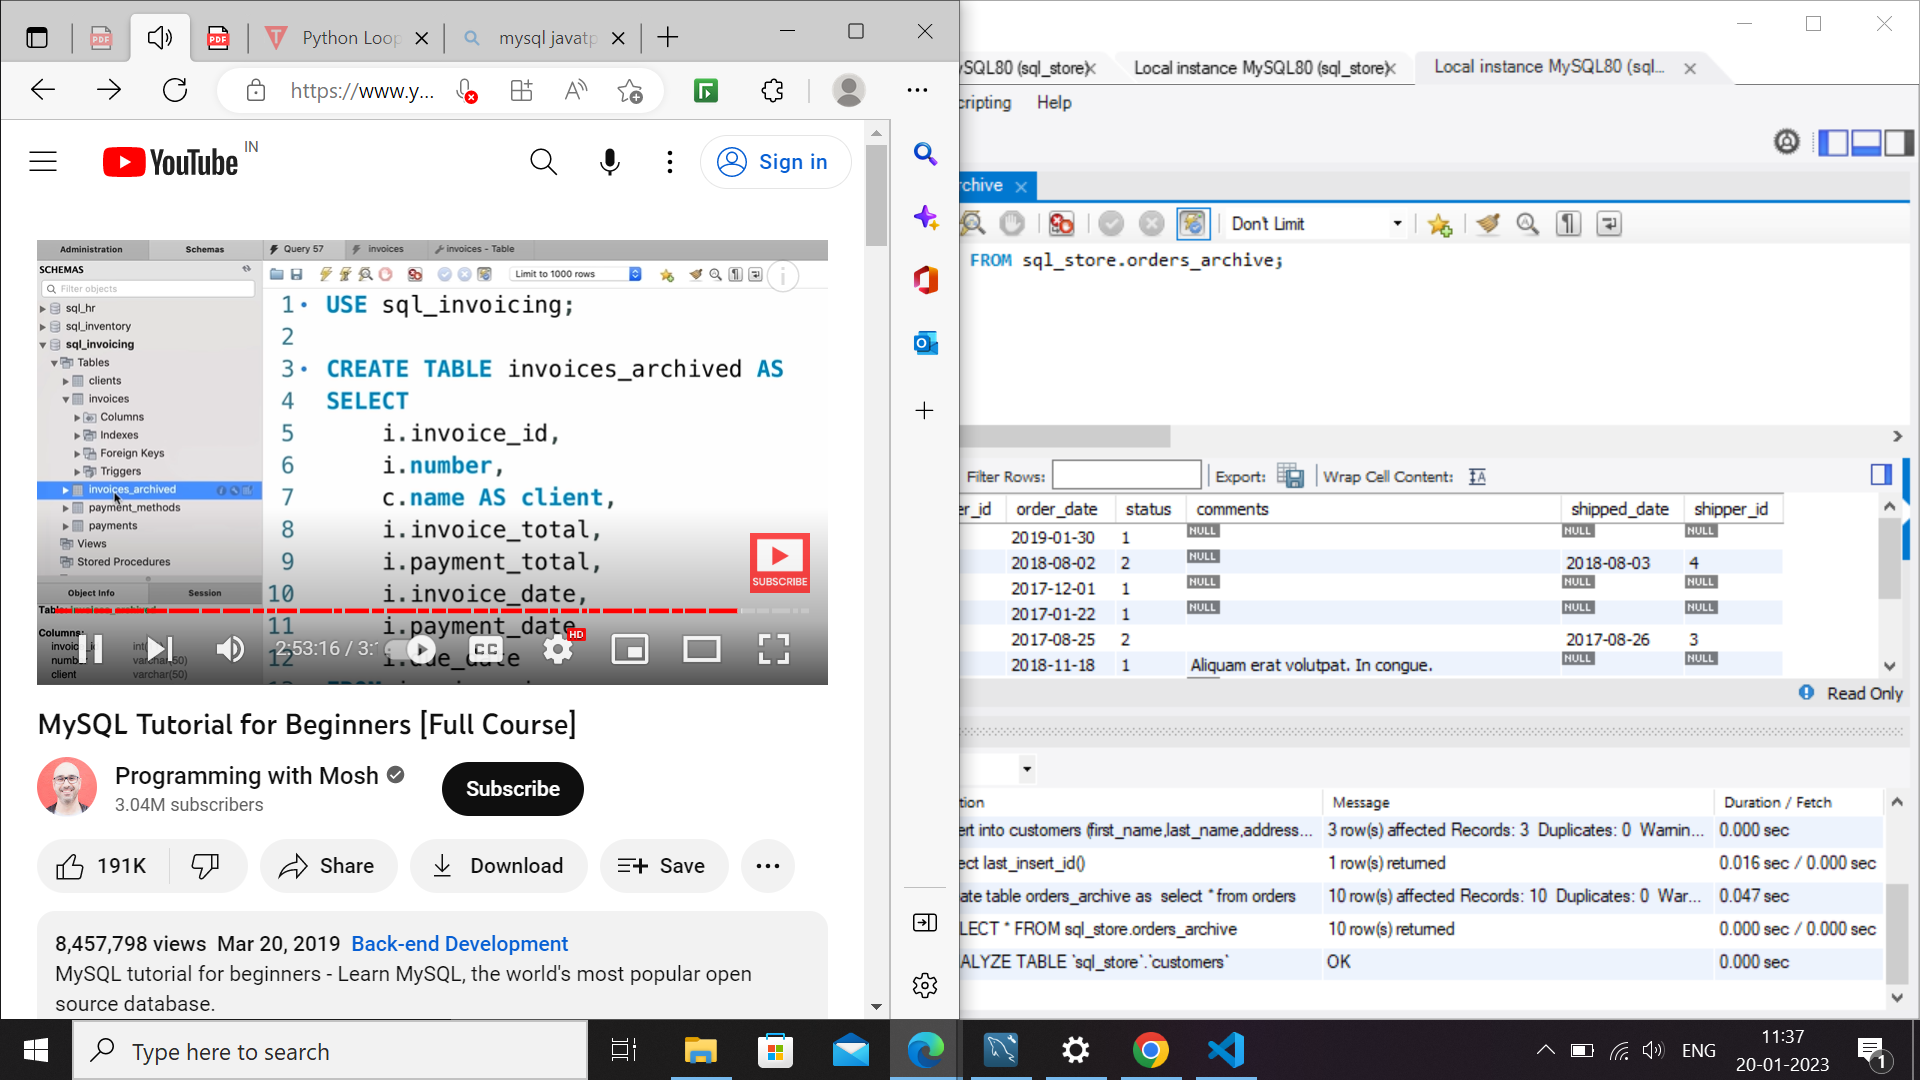 Python Loop
mysql javatp
https://www.y...
YouTube IN
Sign in
Administration
Schemas
Query 57
invoices
invoices - Table
SCHEMAS
Filter objects
Limit to 1000 rows
sql_hr
sql_inventory
sql_invoicing
Tables
clients
invoices
Columns
Indexes
Foreign Keys
Triggers
invoices_archived
payment_methods
payments
Views
Stored Procedures
Object Info
Session
Columns:
varchar(50)
client varchar(50)
1 USE sql_invoicing;
2
3 CREATE TABLE invoices_archived AS
4 SELECT
5 i.invoice_id,
6 i.number,
7 c.name AS client,
8 i.invoice_total,
9 i.payment_total,
10 i.invoice_date,
11 i.payment_date,
12 i.due_date
SUBSCRIBE
2:53:16 / 3:1
CC
HD
MySQL Tutorial for Beginners [Full Course]
Programming with Mosh
3.04M subscribers
Subscribe
191K
Share
Download
Save
8,457,798 views Mar 20, 2019 Back-end Development
MySQL tutorial for beginners - Learn MySQL, the world's most popular open
source database.
ySQL80 (sql_store)
Local instance MySQL80 (sql_store)
Local instance MySQL80 (sql...
cripting
Help
rchive
Don't Limit
FROM sql_store.orders_archive;
Filter Rows:
Export:
Wrap Cell Content:
er_id order_date status comments shipped_date shipper_id
2019-01-30 1 NULL NULL NULL
2018-08-02 2 NULL 2018-08-03 4
2017-12-01 1 NULL NULL NULL
2017-01-22 1 NULL NULL NULL
2017-08-25 2 2017-08-26 3
2018-11-18 1 Aliquam erat volutpat. In congue. NULL NULL
Read Only
tion Message Duration / Fetch
ert into customers (first_name,last_name,address... 3 row(s) affected Records: 3 Duplicates: 0 Warnin... 0.000 sec
ect last_insert_id() 1 row(s) returned 0.016 sec / 0.000 sec
ate table orders_archive as select * from orders 10 row(s) affected Records: 10 Duplicates: 0 War... 0.047 sec
LECT * FROM sql_store.orders_archive 10 row(s) returned 0.000 sec / 0.000 sec
ALYZE TABLE `sql_store`.`customers` OK 0.000 sec
Type here to search
ENG
11:37
20-01-2023
1